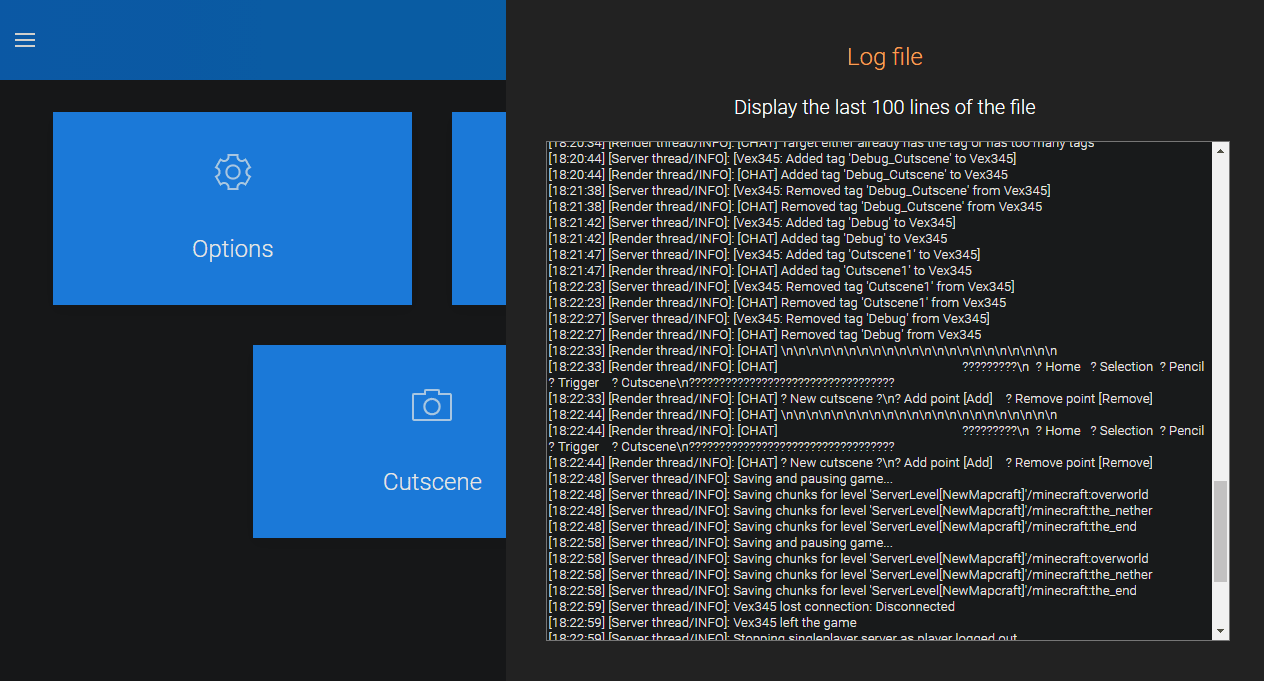 Log file
Display the last 100 lines of the file
Options
Cutscene
[18:20:34] [Render thread/INFO]: [CHAT] Target either already has the tag or has too many tags
[18:20:44] [Server thread/INFO]: [Vex345: Added tag 'Debug_Cutscene' to Vex345]
[18:20:44] [Render thread/INFO]: [CHAT] Added tag 'Debug_Cutscene' to Vex345
[18:21:38] [Server thread/INFO]: [Vex345: Removed tag 'Debug_Cutscene' from Vex345]
[18:21:38] [Render thread/INFO]: [CHAT] Removed tag 'Debug_Cutscene' from Vex345
[18:21:42] [Server thread/INFO]: [Vex345: Added tag 'Debug' to Vex345]
[18:21:42] [Render thread/INFO]: [CHAT] Added tag 'Debug' to Vex345
[18:21:47] [Server thread/INFO]: [Vex345: Added tag 'Cutscene1' to Vex345]
[18:21:47] [Render thread/INFO]: [CHAT] Added tag 'Cutscene1' to Vex345
[18:22:23] [Server thread/INFO]: [Vex345: Removed tag 'Cutscene1' from Vex345]
[18:22:23] [Render thread/INFO]: [CHAT] Removed tag 'Cutscene1' from Vex345
[18:22:27] [Server thread/INFO]: [Vex345: Removed tag 'Debug' from Vex345]
[18:22:27] [Render thread/INFO]: [CHAT] Removed tag 'Debug' from Vex345
[18:22:33] [Render thread/INFO]: [CHAT] \n\n\n\n\n\n\n\n\n\n\n\n\n\n\n\n\n\n\n\n\n\n\n
[18:22:33] [Render thread/INFO]: [CHAT] ?????????\n ? Home ? Selection ? Pencil
? Trigger ? Cutscene\n??????????????????????????????????
[18:22:33] [Render thread/INFO]: [CHAT] ? New cutscene ?\n? Add point [Add] ? Remove point [Remove]
[18:22:44] [Render thread/INFO]: [CHAT] \n\n\n\n\n\n\n\n\n\n\n\n\n\n\n\n\n\n\n\n\n\n\n
[18:22:44] [Render thread/INFO]: [CHAT] ?????????\n ? Home ? Selection ? Pencil
? Trigger ? Cutscene\n??????????????????????????????????
[18:22:44] [Render thread/INFO]: [CHAT] ? New cutscene ?\n? Add point [Add] ? Remove point [Remove]
[18:22:48] [Server thread/INFO]: Saving and pausing game...
[18:22:48] [Server thread/INFO]: Saving chunks for level 'ServerLevel[NewMapcraft]'/minecraft:overworld
[18:22:48] [Server thread/INFO]: Saving chunks for level 'ServerLevel[NewMapcraft]'/minecraft:the_nether
[18:22:48] [Server thread/INFO]: Saving chunks for level 'ServerLevel[NewMapcraft]'/minecraft:the_end
[18:22:58] [Server thread/INFO]: Saving and pausing game...
[18:22:58] [Server thread/INFO]: Saving chunks for level 'ServerLevel[NewMapcraft]'/minecraft:overworld
[18:22:58] [Server thread/INFO]: Saving chunks for level 'ServerLevel[NewMapcraft]'/minecraft:the_nether
[18:22:58] [Server thread/INFO]: Saving chunks for level 'ServerLevel[NewMapcraft]'/minecraft:the_end
[18:22:59] [Server thread/INFO]: Vex345 lost connection: Disconnected
[18:22:59] [Server thread/INFO]: Vex345 left the game
[18:22:59] [Server thread/INFO]: Stopping singleplayer server as player logged out